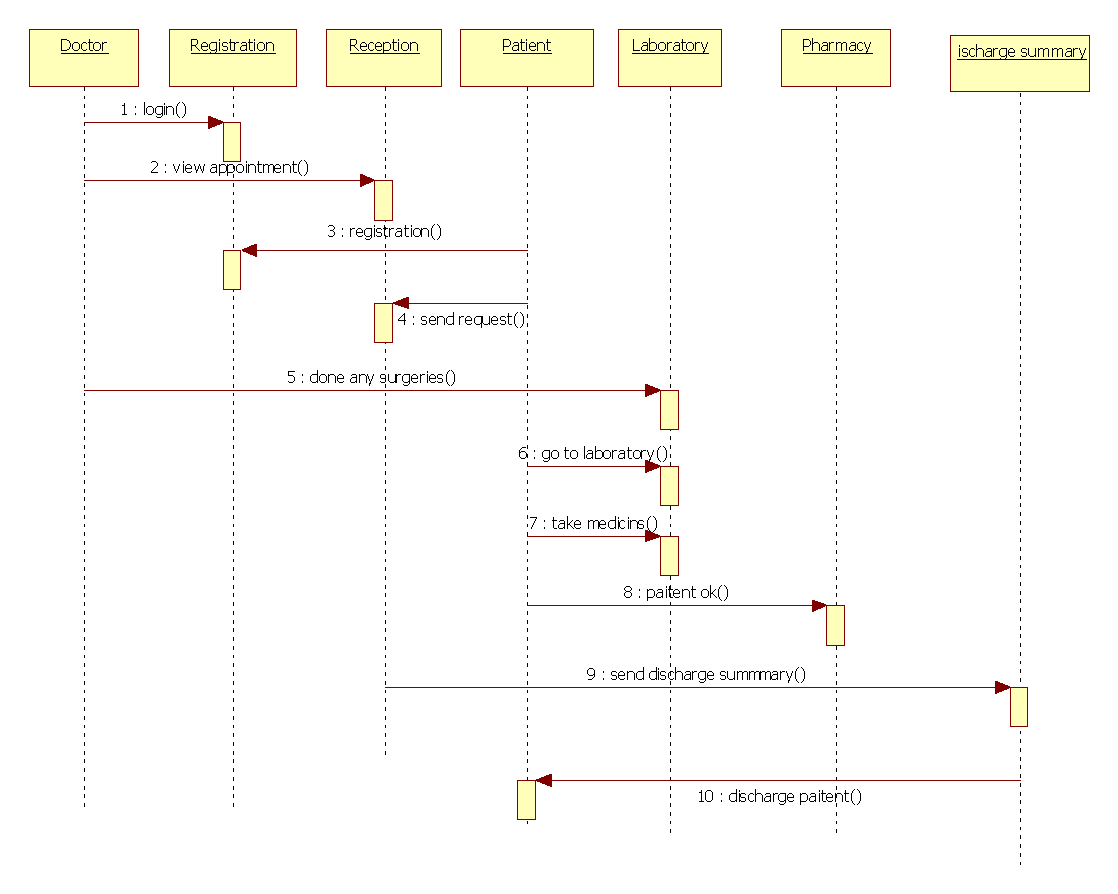 Doctor
Registration
Reception
Patient
Laboratory
Pharmacy
ischarge summary
1 : login()
2 : view appointment()
3 : registration()
4 : send request()
5 : done any surgeries()
6 : go to laboratory()
7 : take medicins()
8 : paitent ok()
9 : send discharge summmary()
10 : discharge paitent()